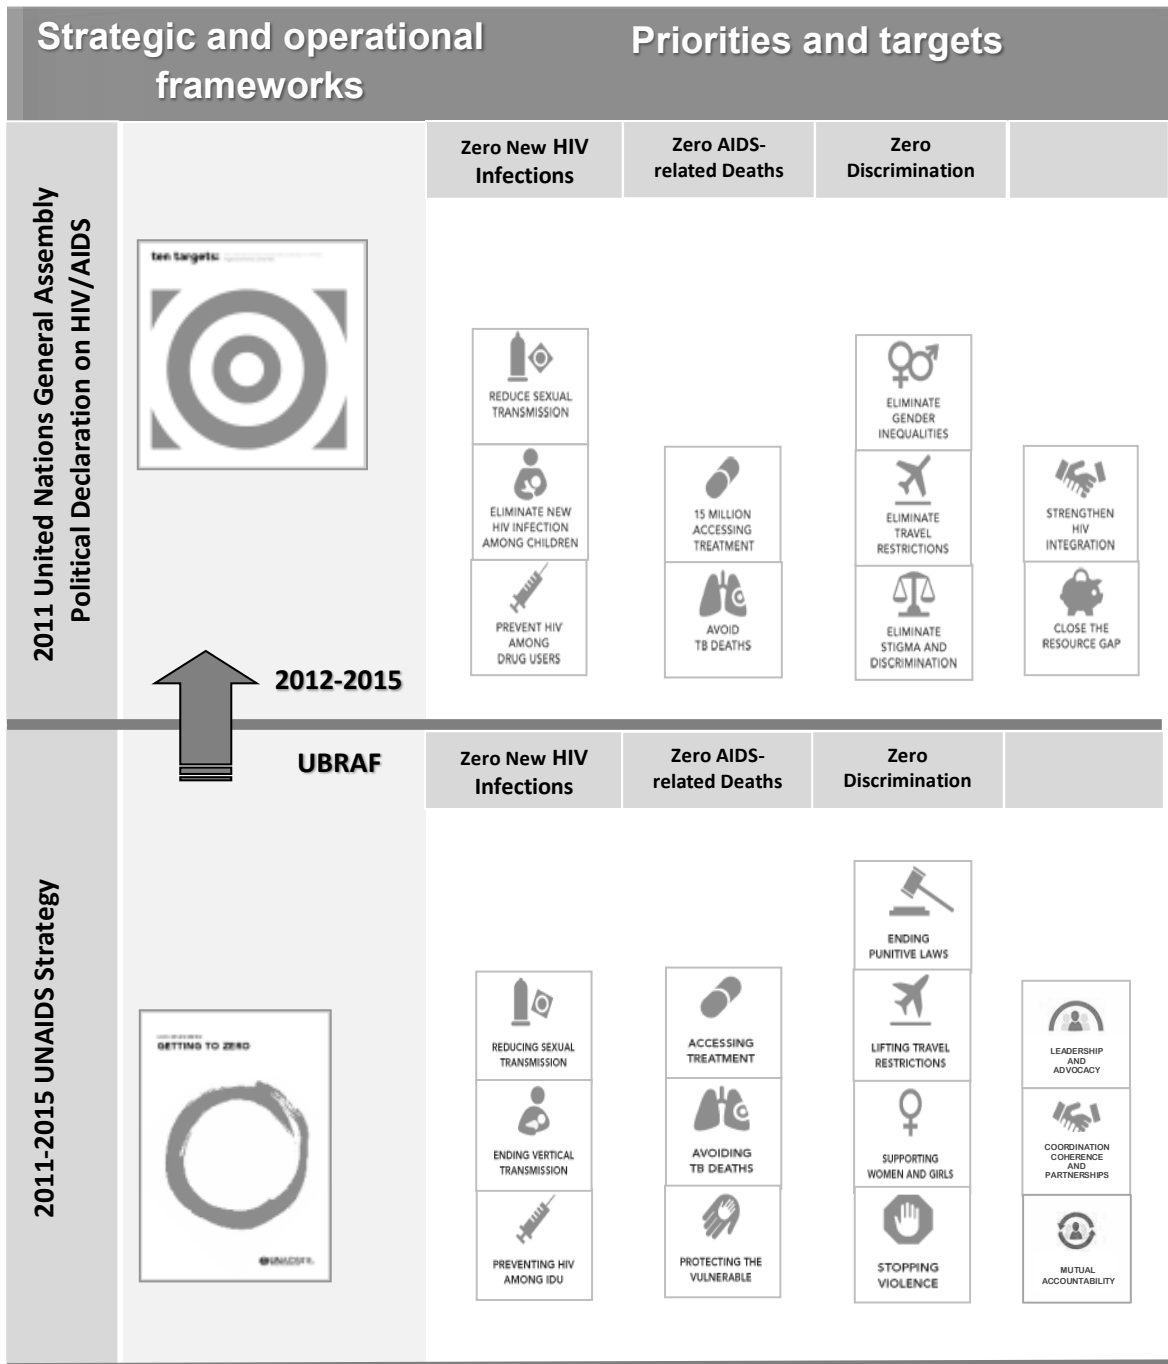 Strategic and operational
frameworks
Priorities and targets
2011 United Nations General Assembly
Political Declaration on HIV/AIDS
ten targets:
2012-2015
Zero New HIV
Infections
Zero AIDS-
related Deaths
Zero
Discrimination
REDUCE SEXUAL
TRANSMISSION
ELIMINATE NEW
HIV INFECTION
AMONG CHILDREN
PREVENT HIV
AMONG
DRUG USERS
15 MILLION
ACCESSING
TREATMENT
AVOID
TB DEATHS
ELIMINATE
GENDER
INEQUALITIES
ELIMINATE
TRAVEL
RESTRICTIONS
ELIMINATE
STIGMA AND
DISCRIMINATION
STRENGTHEN
HIV
INTEGRATION
CLOSE THE
RESOURCE GAP
2011-2015 UNAIDS Strategy
UBRAF
GETTING TO ZERO
UNAIDS
Zero New HIV
Infections
Zero AIDS-
related Deaths
Zero
Discrimination
REDUCING SEXUAL
TRANSMISSION
ENDING VERTICAL
TRANSMISSION
PREVENTING HIV
AMONG IDU
ACCESSING
TREATMENT
AVOIDING
TB DEATHS
PROTECTING THE
VULNERABLE
ENDING
PUNITIVE LAWS
LIFTING TRAVEL
RESTRICTIONS
SUPPORTING
WOMEN AND GIRLS
STOPPING
VIOLENCE
LEADERSHIP
AND
ADVOCACY
COORDINATION
COHERENCE
AND
PARTNERSHIPS
MUTUAL
ACCOUNTABILITY